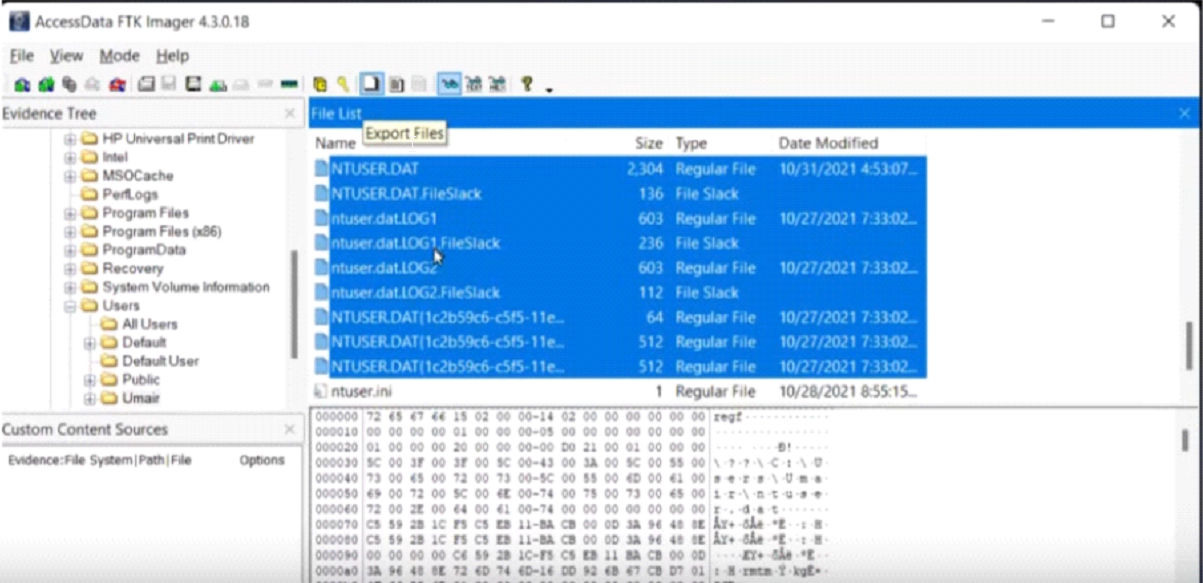 AccessData FTK Imager 4.3.0.18
File View Mode Help
Evidence Tree
File List
Export Files
HP Universal Print Driver
Intel
MSOCache
PerfLogs
Program Files
Program Files (x86)
ProgramData
Recovery
System Volume Information
Users
All Users
Default
Default User
Public
Umair
Name Size Type Date Modified
NTUSER.DAT 2,304 Regular File 10/31/2021 4:53:07...
NTUSER.DAT.FileSlack 136 File Slack
ntuser.dat.LOG1 603 Regular File 10/27/2021 7:33:02...
ntuser.dat.LOG1.FileSlack 236 File Slack
ntuser.dat.LOG2 603 Regular File 10/27/2021 7:33:02...
ntuser.dat.LOG2.FileSlack 112 File Slack
NTUSER.DAT{1c2b59c6-c5f5-11e... 64 Regular File 10/27/2021 7:33:02...
NTUSER.DAT{1c2b59c6-c5f5-11e... 512 Regular File 10/27/2021 7:33:02...
NTUSER.DAT{1c2b59c6-c5f5-11e... 512 Regular File 10/27/2021 7:33:02...
ntuser.ini 1 Regular File 10/28/2021 8:55:15...
Custom Content Sources
Evidence:File System|Path|File Options
000000 72 65 67 66 15 02 00 00-14 02 00 00 00 00 00 00 regf
000010 00 00 00 00 01 00 00 00-05 00 00 00 00 00 00 00
000020 01 00 00 00 20 00 00 00-00 D0 21 00 01 00 00 00 Ð!
000030 5C 00 3F 00 3F 00 5C 00-43 00 3A 00 5C 00 55 00 \·?·?·\·C·:·\·U·
000040 73 00 65 00 72 00 73 00-5C 00 55 00 6D 00 61 00 s·e·r·s·\·U·m·a·
000050 69 00 72 00 5C 00 6E 00-74 00 75 00 73 00 65 00 i·r·\·n·t·u·s·e·
000060 72 00 2E 00 64 00 61 00-74 00 00 00 00 00 00 00 r·.·d·a·t
000070 C5 59 2B 1C F5 C5 EB 11-BA CB 00 0D 3A 96 48 8E ÅY+·õÅë·ºË··:·H·
000080 C5 59 2B 1C F5 C5 EB 11-BA CB 00 0D 3A 96 48 8E ÅY+·õÅë·ºË··:·H·
000090 00 00 00 00 C6 59 2B 1C-F5 C5 EB 11 BA CB 00 0D ····ÆY+·õÅë·ºË··
0000a0 3A 96 48 8E 72 6D 74 6D-16 DD 92 6B 67 CB D7 01 :·H·rmtm·Ý·kgË×·